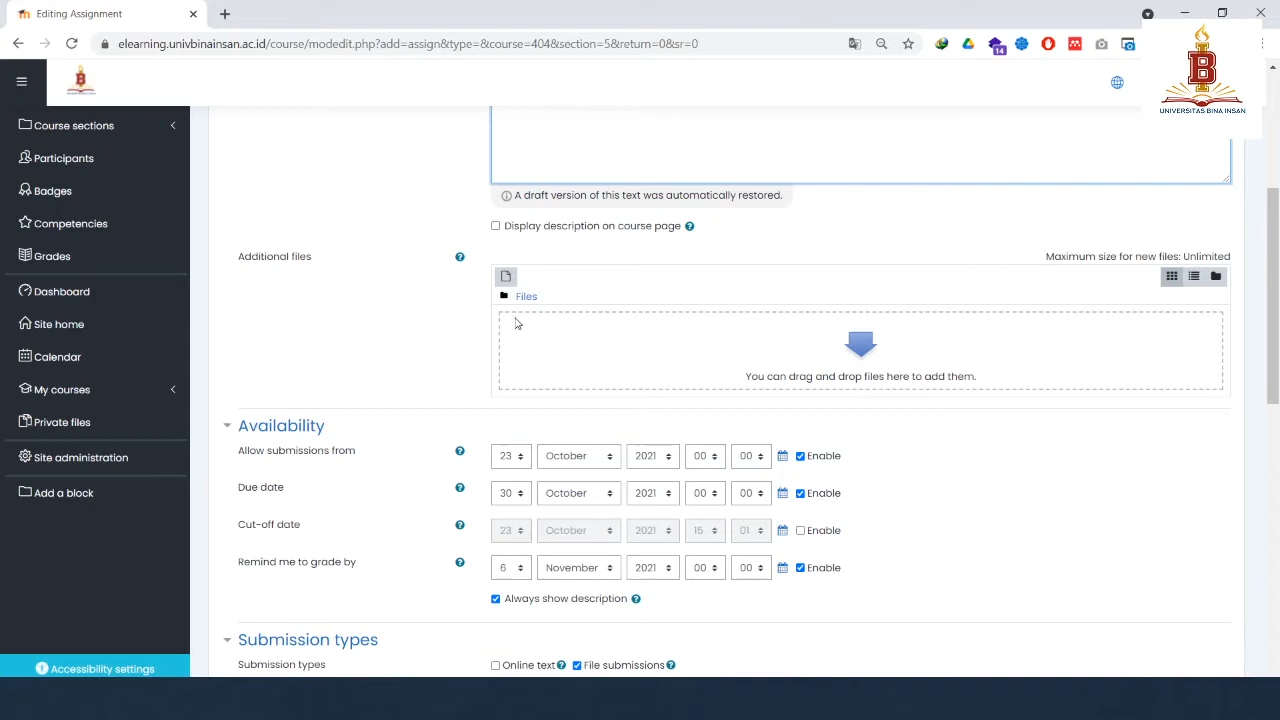 Editing Assignment
elearning.univbinainsan.ac.id/course/modedit.php?add=assign&type=&course=404&section=5&return=0&sr=0
14
B
UNIVERSITAS BINA INSAN
Course sections
Participants
Badges
Competencies
Grades
Dashboard
Site home
Calendar
My courses
Private files
Site administration
Add a block
Accessibility settings
A draft version of this text was automatically restored.
Display description on course page
Additional files
Maximum size for new files: Unlimited
Files
You can drag and drop files here to add them.
Availability
Allow submissions from 23 October 2021 00 00 Enable
Due date 30 October 2021 00 00 Enable
Cut-off date 23 October 2021 15 01 Enable
Remind me to grade by 6 November 2021 00 00 Enable
Always show description
Submission types
Submission types Online text File submissions